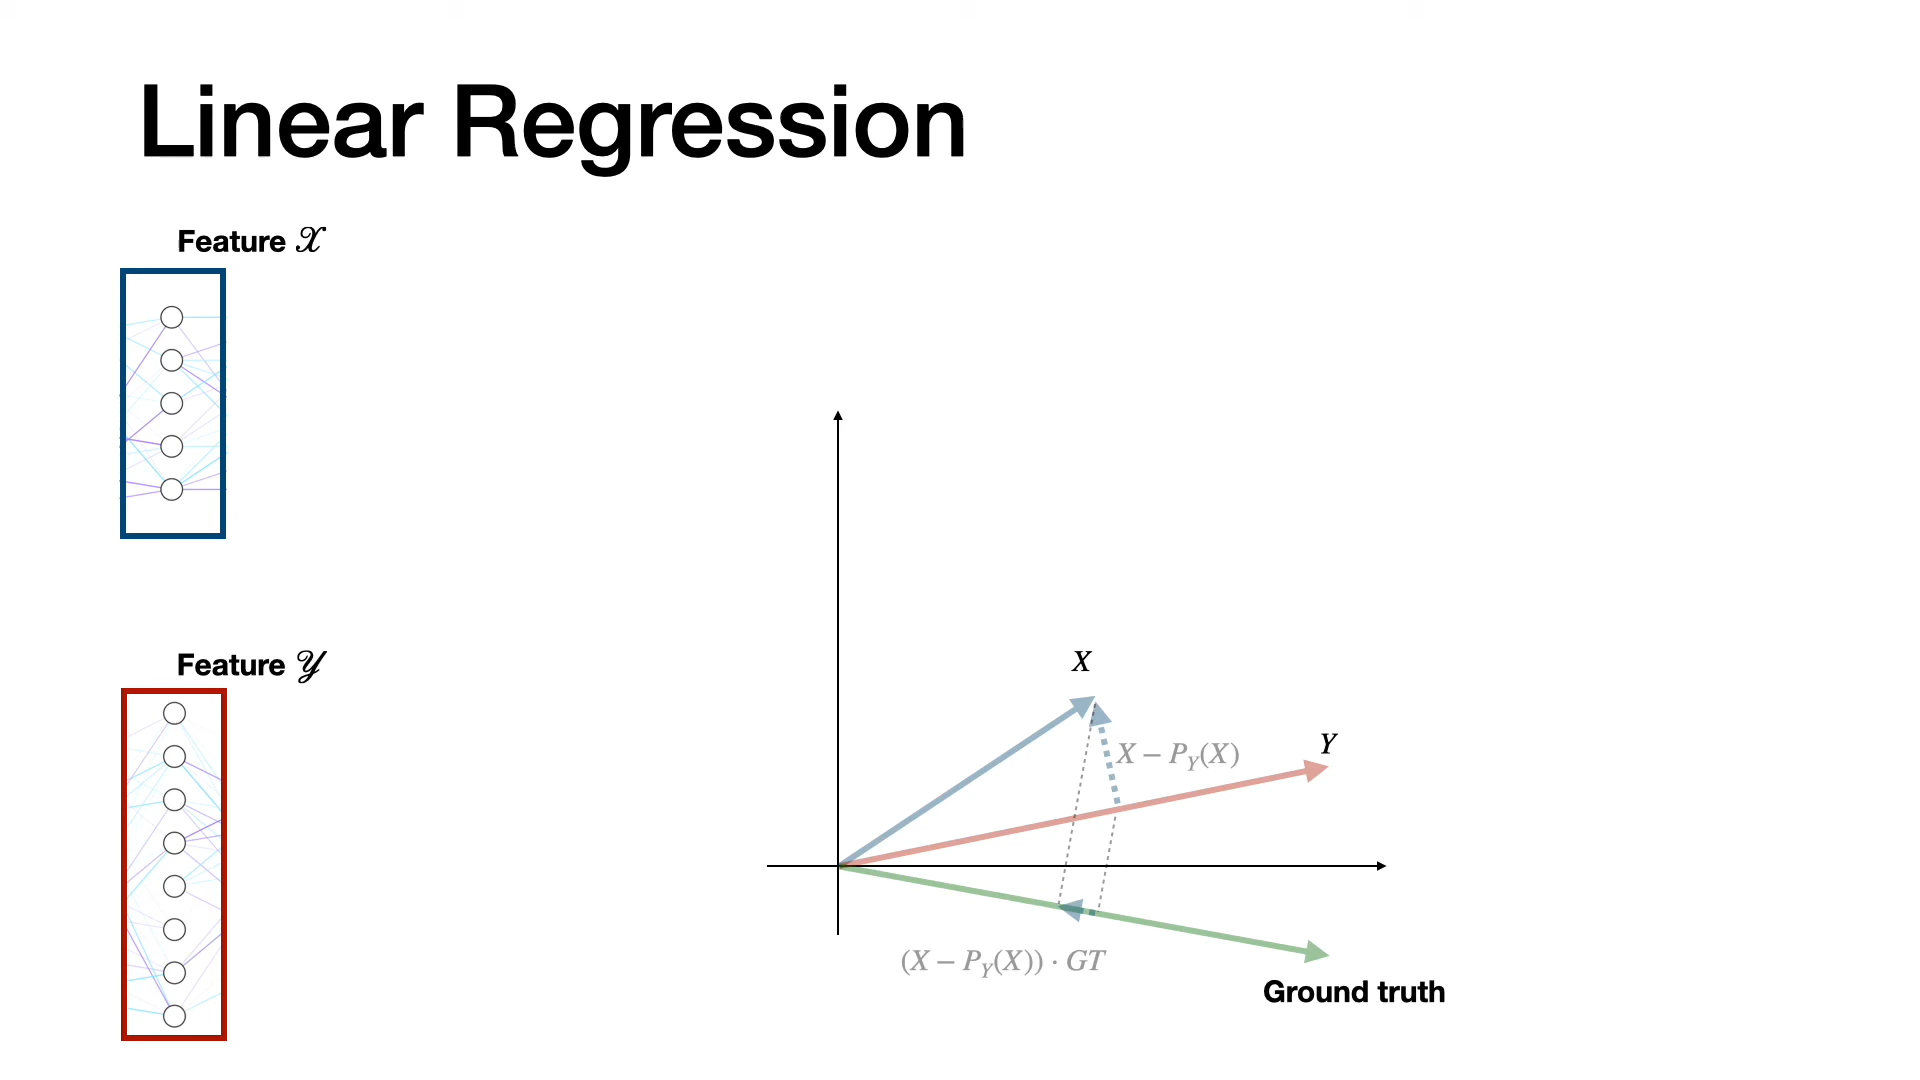 Linear Regression
Feature 𝒳
Feature 𝒴
X
Y
X − P_Y(X)
(X − P_Y(X)) · GT
Ground truth